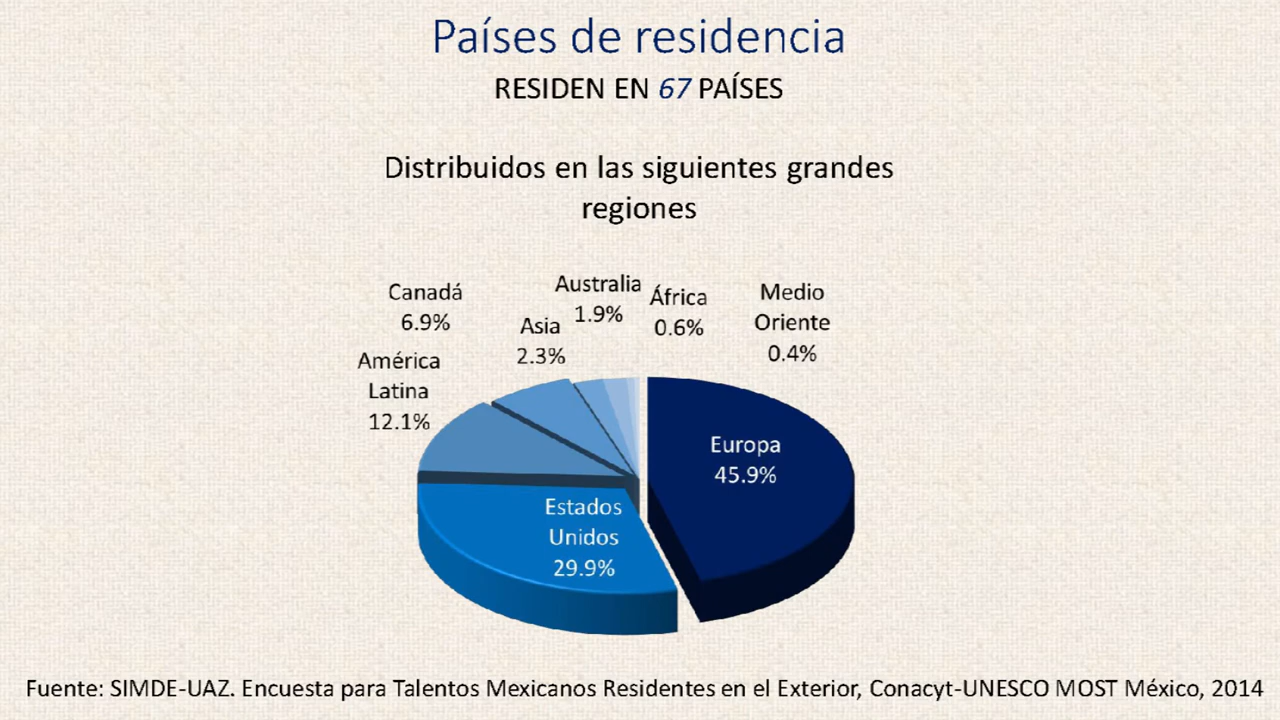 Países de residencia
RESIDEN EN 67 PAÍSES
Distribuidos en las siguientes grandes
regiones
Canadá
6.9%
Australia
1.9%
África
0.6%
Medio
Oriente
0.4%
Asia
2.3%
América
Latina
12.1%
Europa
45.9%
Estados
Unidos
29.9%
Fuente: SIMDE-UAZ. Encuesta para Talentos Mexicanos Residentes en el Exterior, Conacyt-UNESCO MOST México, 2014